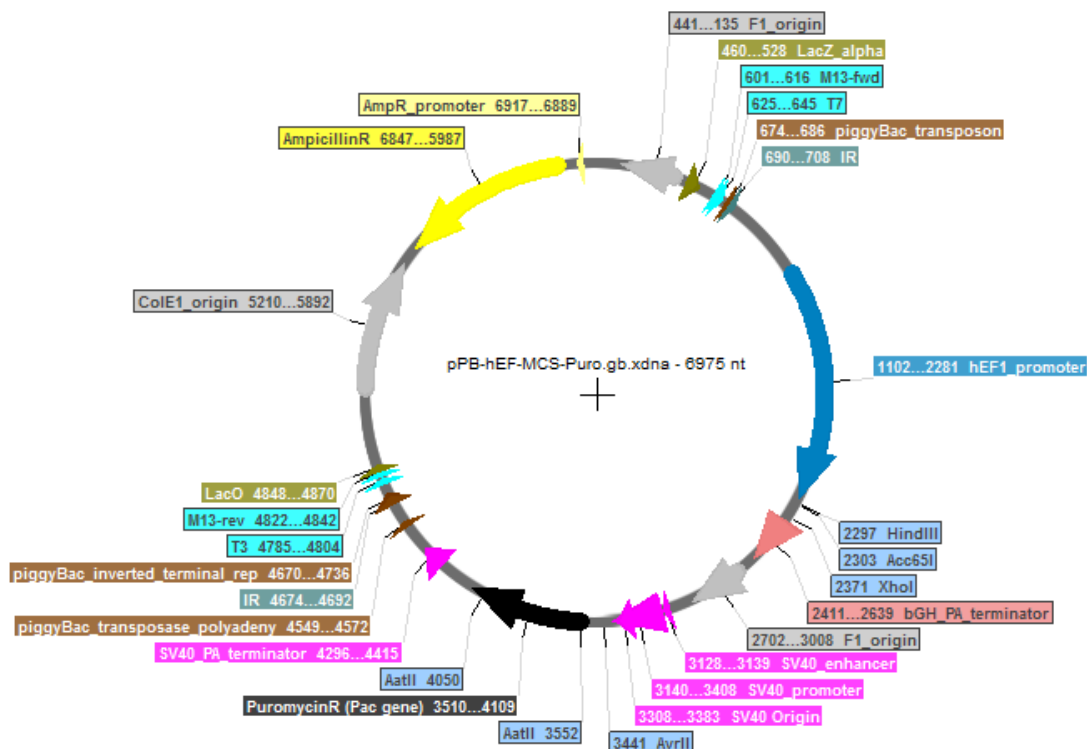 441...135 F1_origin
460...528 LacZ_alpha
601...616 M13-fwd
625...645 T7
674...686 piggyBac_transposon
690...708 IR
AmpR_promoter 6917...6889
AmpicillinR 6847...5987
ColE1_origin 5210...5892
pPB-hEF-MCS-Puro.gb.xdna - 6975 nt
1102...2281 hEF1_promoter
2297 HindIII
2303 Acc65I
2371 XhoI
2411...2639 bGH_PA_terminator
2702...3008 F1_origin
3128...3139 SV40_enhancer
3140...3408 SV40_promoter
3308...3383 SV40 Origin
3441 AvrII
LacO 4848...4870
M13-rev 4822...4842
T3 4785...4804
piggyBac_inverted_terminal_rep 4670...4736
IR 4674...4692
piggyBac_transposase_polyadeny 4549...4572
SV40_PA_terminator 4296...4415
AatII 4050
PuromycinR (Pac gene) 3510...4109
AatII 3552